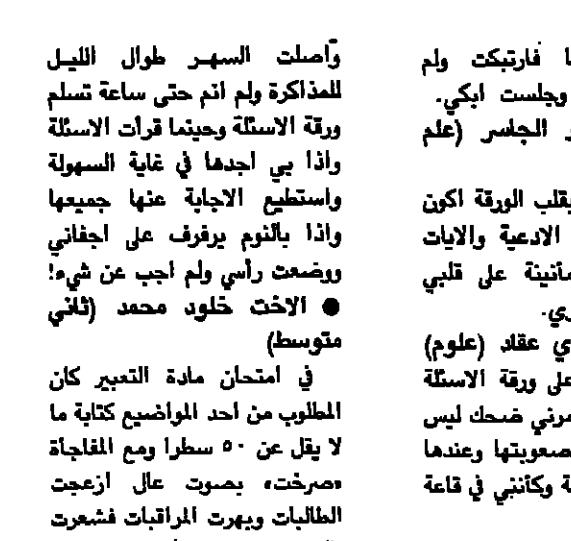 ا فارتبكت ولم
وجلست ابكي.
ر الجاسر (علم
يقلب الورقة اكون
الادعية والايات
مأنينة على قلبي
ري.
ي عقاد (علوم)
على ورقة الاسئلة
مرني ضحك ليس
صعوبتها وعندها
ة وكأنني في قاعة
وأصلت السهر طوال الليل
للمذاكرة ولم انم حتى ساعة تسلم
ورقة الاسئلة وحينما قرأت الاسئلة
واذا بي اجدها في غاية السهولة
واستطيع الاجابة عنها جميعها
واذا بالنوم يرفرف على اجفاني
ووضعت رأسي ولم اجب عن شيء!
● الاخت خلود محمد (ثاني
متوسط)
في امتحان مادة التعبير كان
المطلوب من احد المواضيع كتابة ما
لا يقل عن ٥٠ سطرا ومع المفاجأة
«صرخت» بصوت عال ازعجت
الطالبات وبهرت المراقبات فشعرت